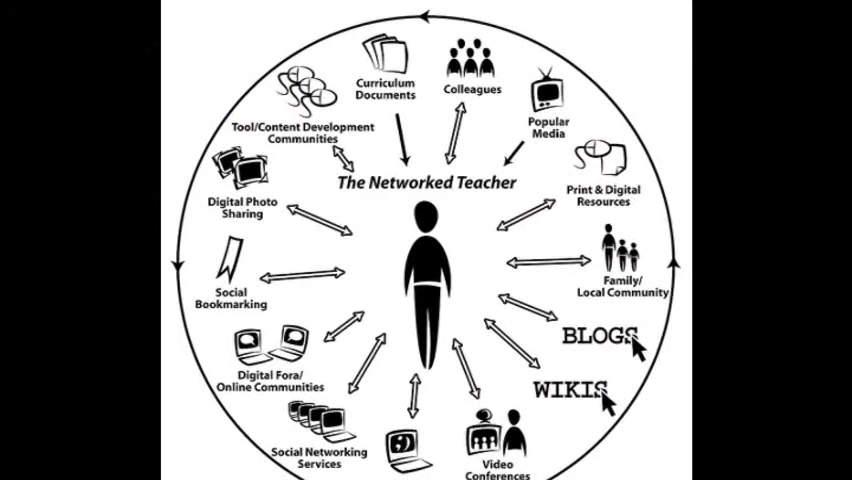 Curriculum
Documents
Colleagues
Popular
Media
Tool/Content Development
Communities
The Networked Teacher
Print & Digital
Resources
Digital Photo
Sharing
Family/
Local Community
Social
Bookmarking
BLOGS
Digital Fora/
Online Communities
WIKIS
Social Networking
Services
Video
Conferences